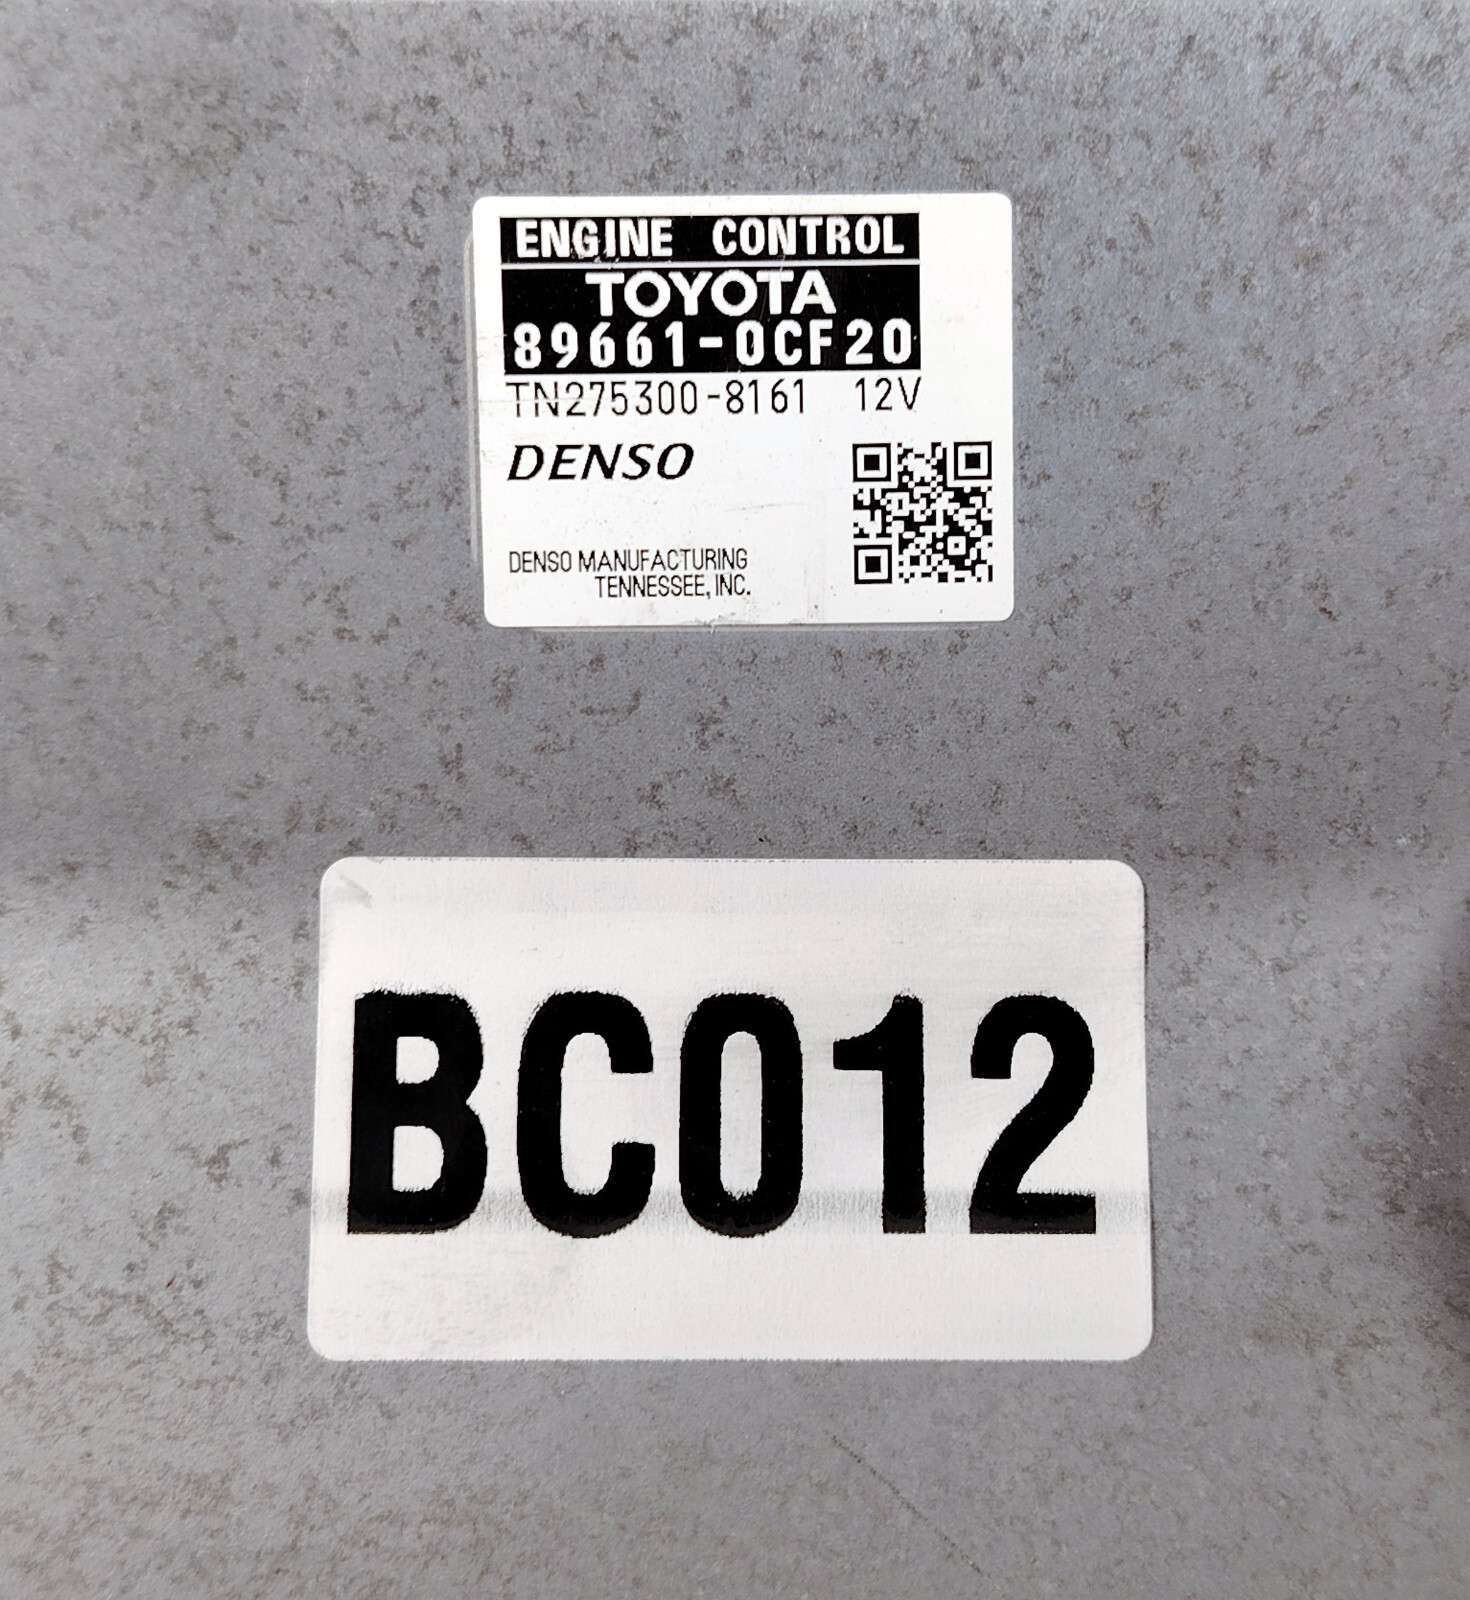 ENGINE CONTROL
TOYOTA
89661-0CF20
TN275300-8161 12V
DENSO
DENSO MANUFACTURING
TENNESSEE, INC.
BC012